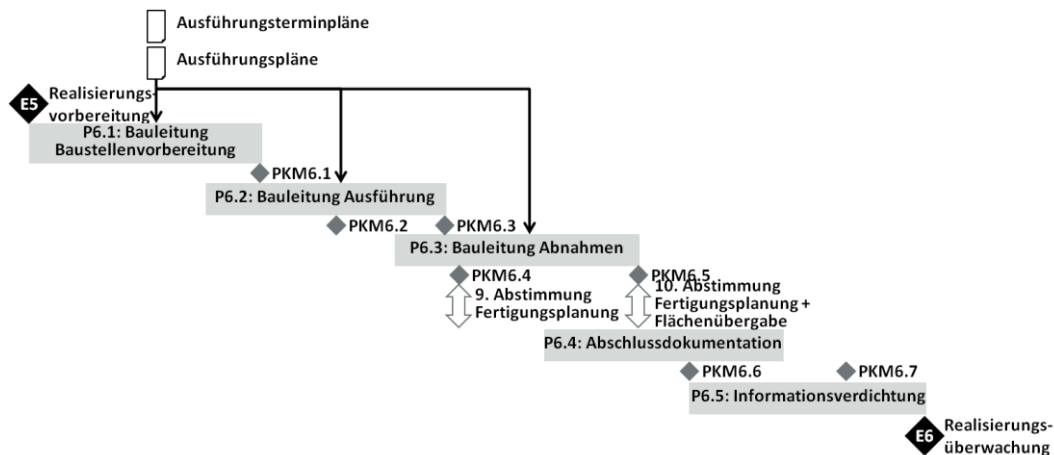 Ausführungsterminpläne
Ausführungspläne
E5
Realisierungs-
vorbereitung
P6.1: Bauleitung
Baustellenvorbereitung
PKM6.1
P6.2: Bauleitung Ausführung
PKM6.2
PKM6.3
P6.3: Bauleitung Abnahmen
PKM6.4
9. Abstimmung
Fertigungsplanung
PKM6.5
10. Abstimmung
Fertigungsplanung +
Flächenübergabe
P6.4: Abschlussdokumentation
PKM6.6
PKM6.7
P6.5: Informationsverdichtung
E6
Realisierungs-
überwachung